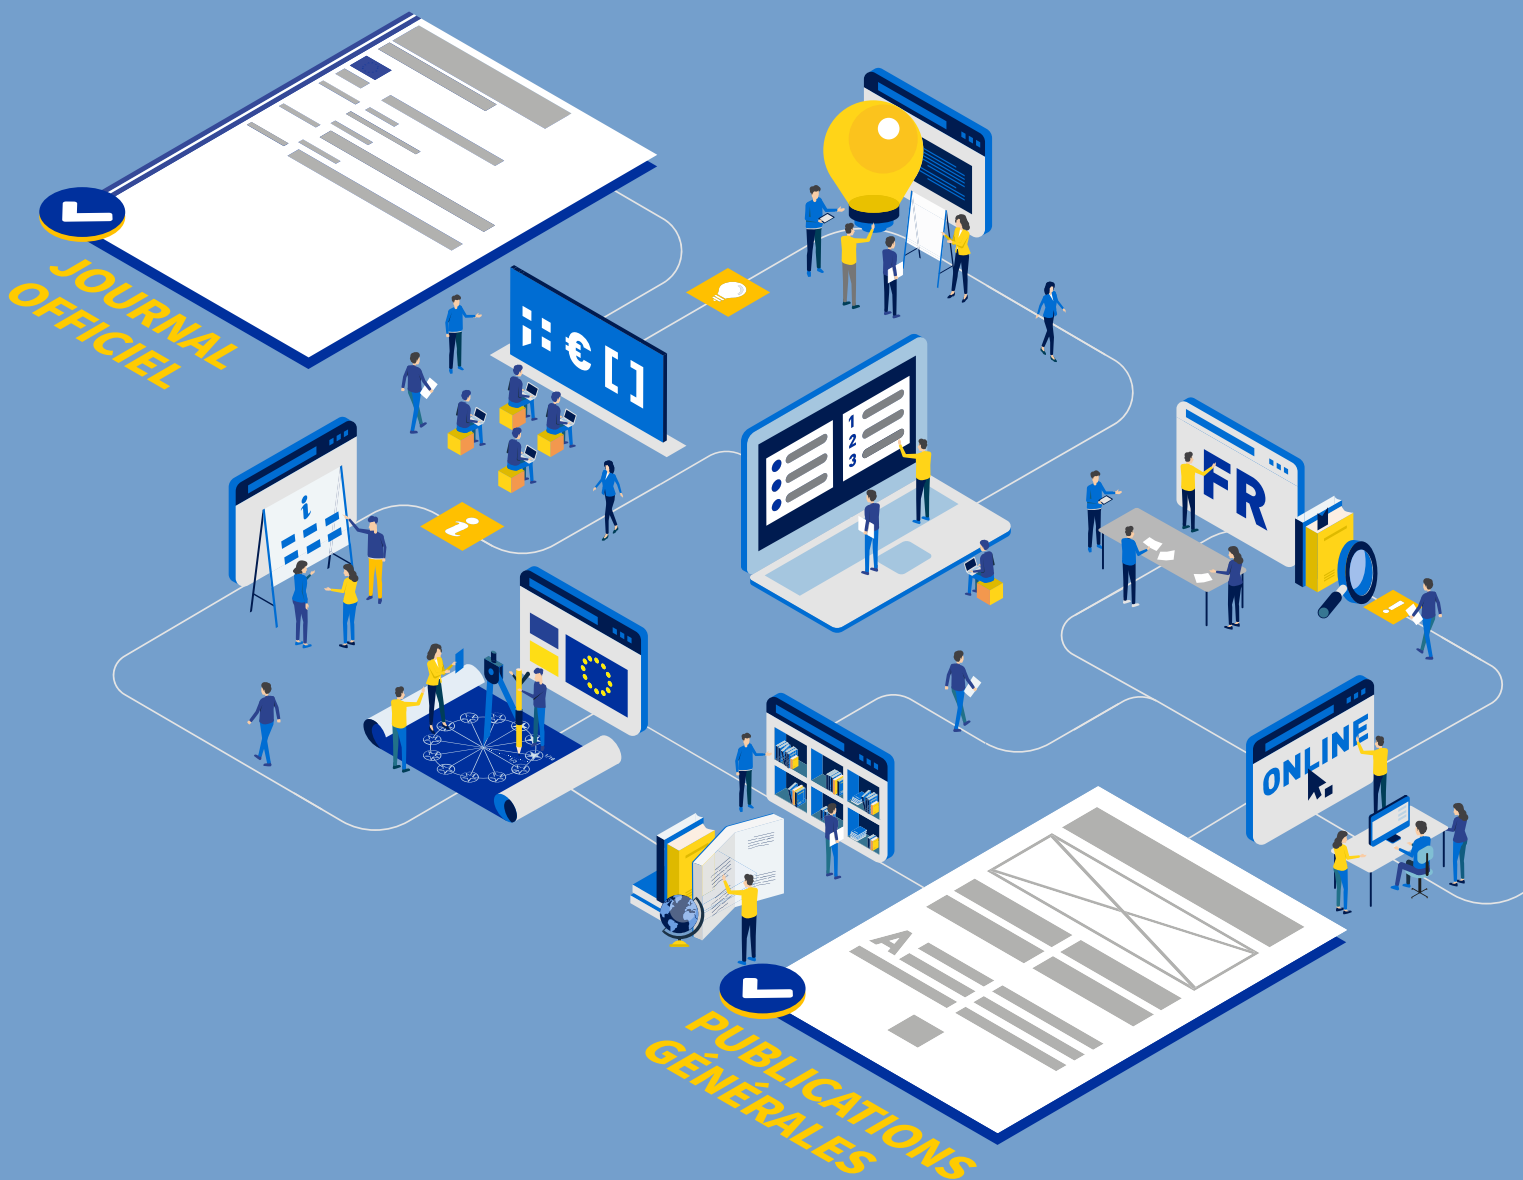 JOURNAL
OFFICIEL
; : € [ ]
i
i
1
2
3
FR
ONLINE
A
PUBLICATIONS
GÉNÉRALES